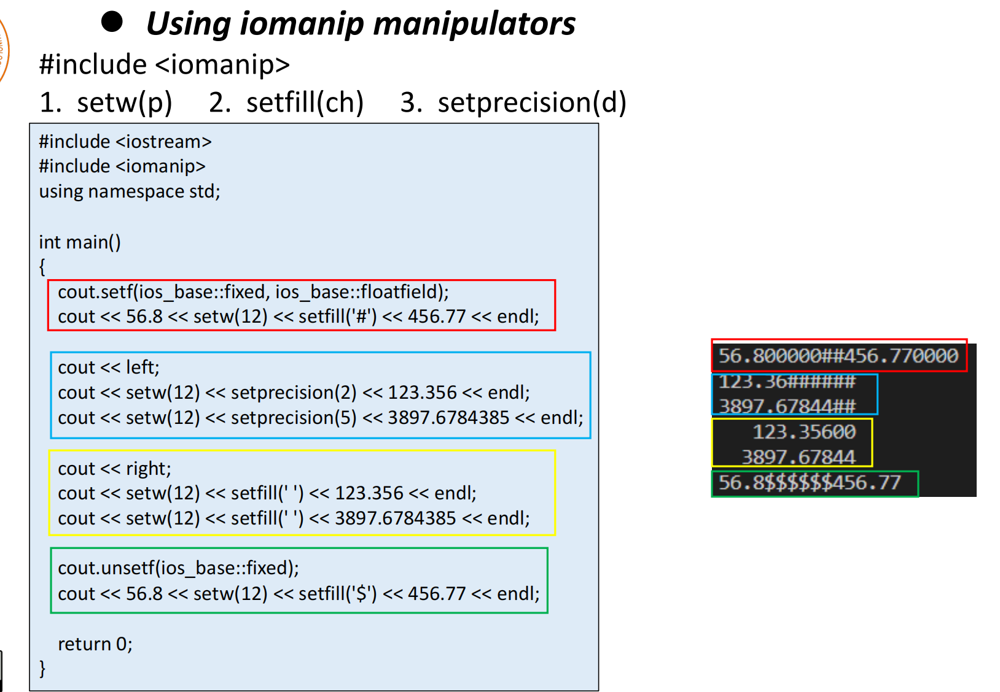 ● Using iomanip manipulators
#include <iomanip>
1. setw(p) 2. setfill(ch) 3. setprecision(d)
#include <iostream>
#include <iomanip>
using namespace std;
int main()
{
cout.setf(ios_base::fixed, ios_base::floatfield);
cout << 56.8 << setw(12) << setfill('#') << 456.77 << endl;
cout << left;
cout << setw(12) << setprecision(2) << 123.356 << endl;
cout << setw(12) << setprecision(5) << 3897.6784385 << endl;
cout << right;
cout << setw(12) << setfill(' ') << 123.356 << endl;
cout << setw(12) << setfill(' ') << 3897.6784385 << endl;
cout.unsetf(ios_base::fixed);
cout << 56.8 << setw(12) << setfill('$') << 456.77 << endl;
return 0;
}
56.800000##456.770000
123.36######
3897.67844##
123.35600
3897.67844
56.8$$$$$$456.77